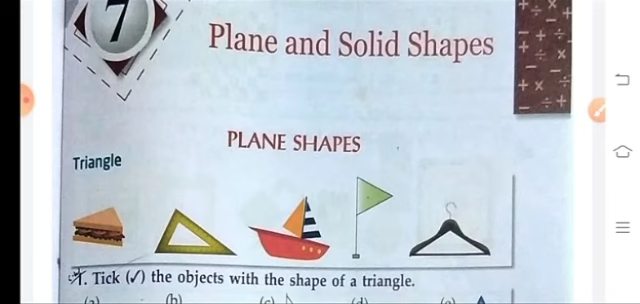 7
Plane and Solid Shapes
PLANE SHAPES
Triangle
1. Tick (✓) the objects with the shape of a triangle.
(a) (b) (c) (d) (e)